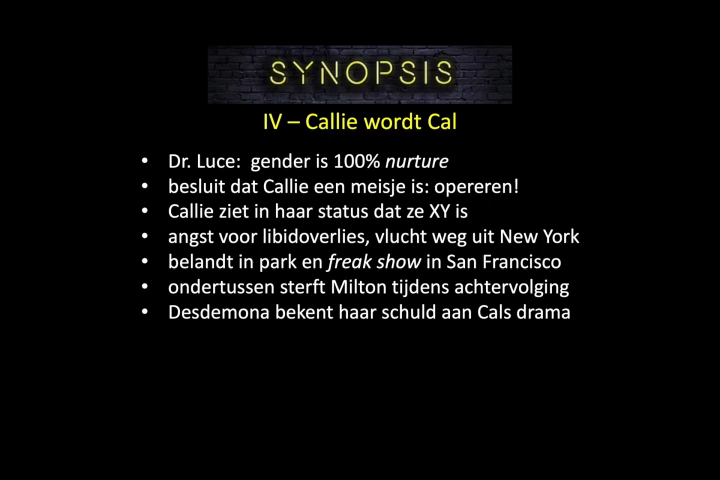 SYNOPSIS
IV – Callie wordt Cal
• Dr. Luce: gender is 100% nurture
• besluit dat Callie een meisje is: opereren!
• Callie ziet in haar status dat ze XY is
• angst voor libidoverlies, vlucht weg uit New York
• belandt in park en freak show in San Francisco
• ondertussen sterft Milton tijdens achtervolging
• Desdemona bekent haar schuld aan Cals drama